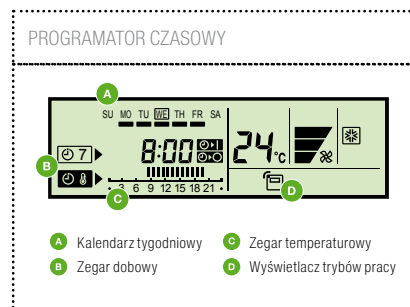 PROGRAMATOR CZASOWY
A
SU MO TU WE TH FR SA
B
7
8:00
24°C
• 3 6 9 12 15 18 21 •
C
D
A Kalendarz tygodniowy
C Zegar temperaturowy
B Zegar dobowy
D Wyświetlacz trybów pracy